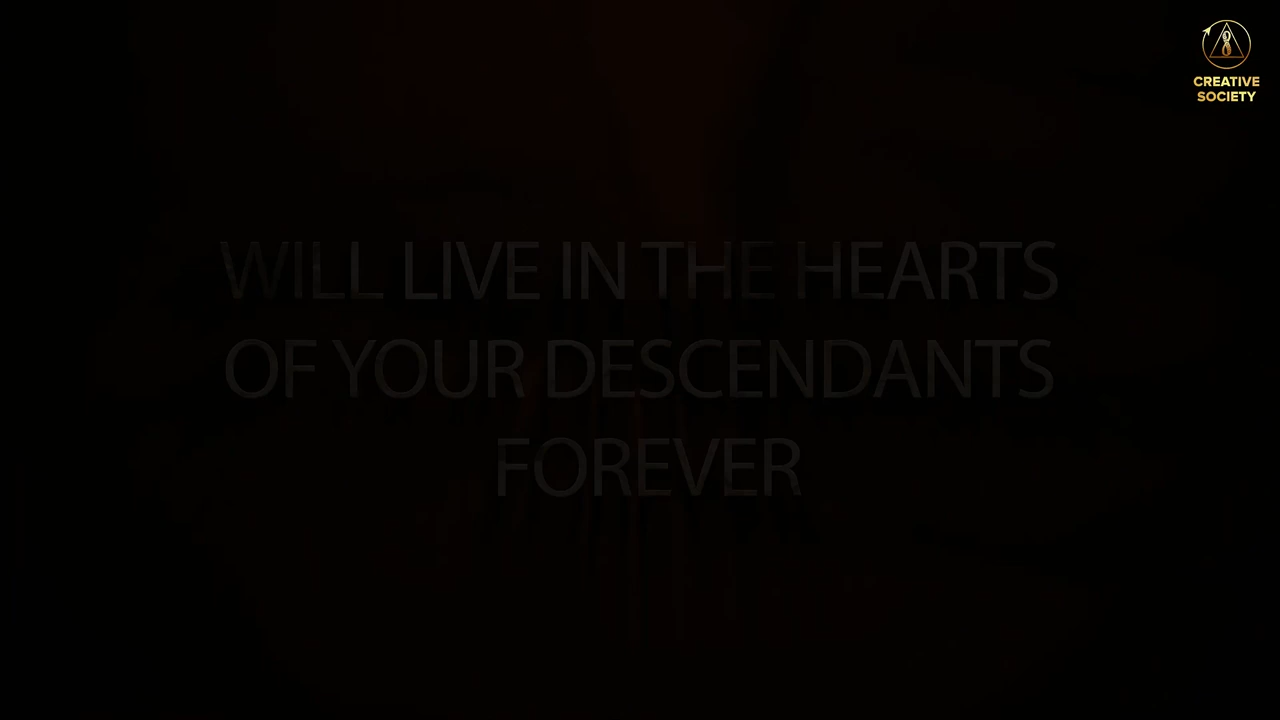 CREATIVE
SOCIETY
WILL LIVE IN THE HEARTS
OF YOUR DESCENDANTS
FOREVER